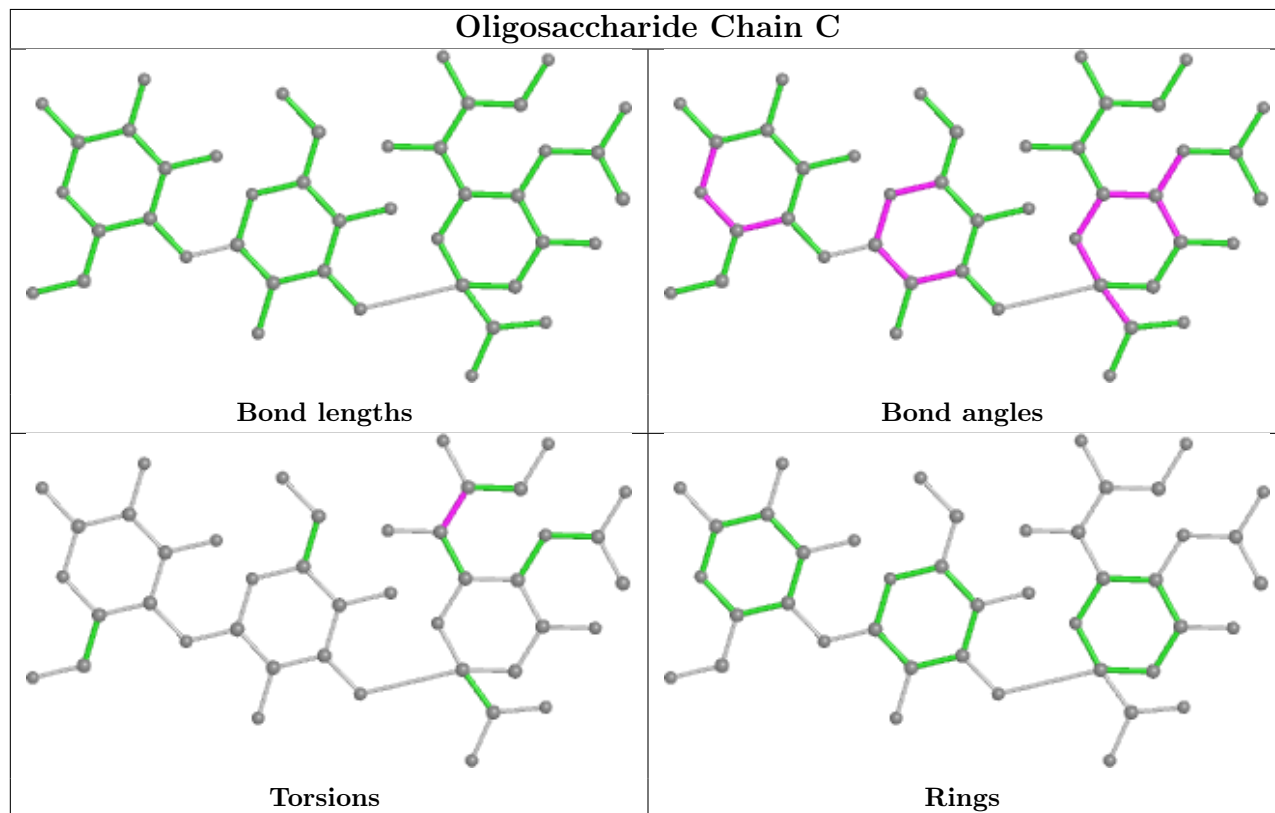 Oligosaccharide Chain C
Bond lengths
Bond angles
Torsions
Rings